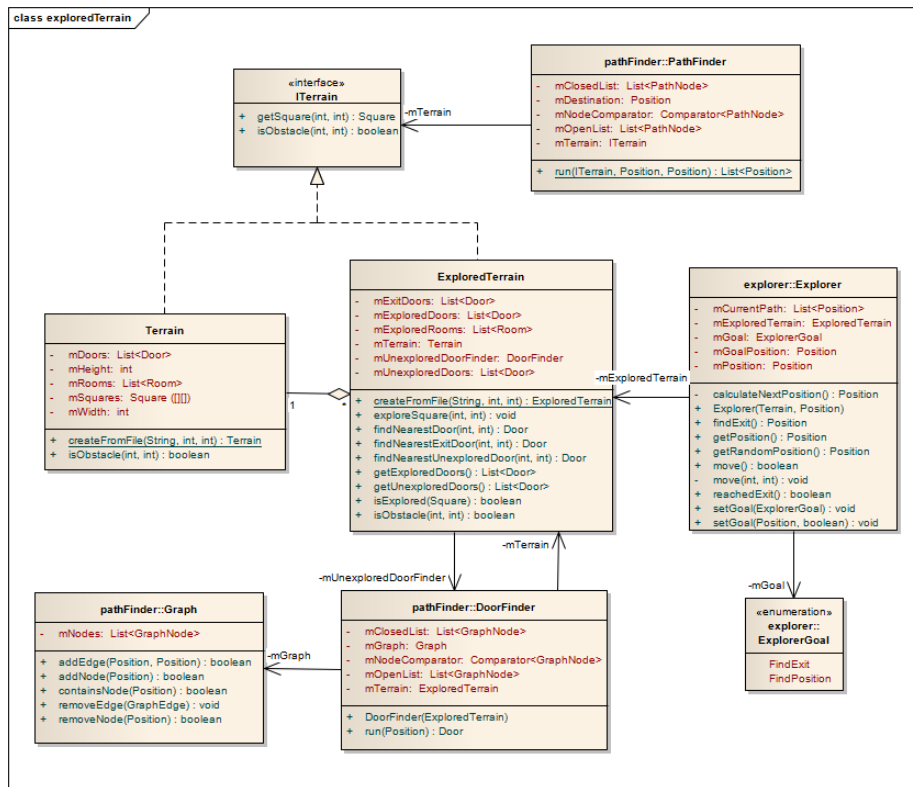 class exploredTerrain
«interface»
ITerrain
+ getSquare(int, int) : Square
+ isObstacle(int, int) : boolean
pathFinder::PathFinder
- mClosedList: List<PathNode>
- mDestination: Position
- mNodeComparator: Comparator<PathNode>
- mOpenList: List<PathNode>
- mTerrain: ITerrain
+ run(ITerrain, Position, Position) : List<Position>
-mTerrain
Terrain
- mDoors: List<Door>
- mHeight: int
- mRooms: List<Room>
- mSquares: Square ([][])
- mWidth: int
+ createFromFile(String, int, int) : Terrain
+ isObstacle(int, int) : boolean
1
*
ExploredTerrain
- mExitDoors: List<Door>
- mExploredDoors: List<Door>
- mExploredRooms: List<Room>
- mTerrain: Terrain
- mUnexploredDoorFinder: DoorFinder
- mUnexploredDoors: List<Door>
+ createFromFile(String, int, int) : ExploredTerrain
+ exploreSquare(int, int) : void
+ findNearestDoor(int, int) : Door
+ findNearestExitDoor(int, int) : Door
+ findNearestUnexploredDoor(int, int) : Door
+ getExploredDoors() : List<Door>
+ getUnexploredDoors() : List<Door>
+ isExplored(Square) : boolean
+ isObstacle(int, int) : boolean
-mExploredTerrain
explorer::Explorer
- mCurrentPath: List<Position>
- mExploredTerrain: ExploredTerrain
- mGoal: ExplorerGoal
- mGoalPosition: Position
- mPosition: Position
- calculateNextPosition() : Position
+ Explorer(Terrain, Position)
+ findExit() : Position
+ getPosition() : Position
+ getRandomPosition() : Position
+ move() : boolean
- move(int, int) : void
+ reachedExit() : boolean
+ setGoal(ExplorerGoal) : void
+ setGoal(Position, boolean) : void
-mTerrain
-mUnexploredDoorFinder
-mGoal
pathFinder::Graph
- mNodes: List<GraphNode>
+ addEdge(Position, Position) : boolean
+ addNode(Position) : boolean
+ containsNode(Position) : boolean
+ removeEdge(GraphEdge) : void
+ removeNode(Position) : boolean
-mGraph
pathFinder::DoorFinder
- mClosedList: List<GraphNode>
- mGraph: Graph
- mNodeComparator: Comparator<GraphNode>
- mOpenList: List<GraphNode>
- mTerrain: ExploredTerrain
+ DoorFinder(ExploredTerrain)
+ run(Position) : Door
«enumeration»
explorer::
ExplorerGoal
FindExit
FindPosition